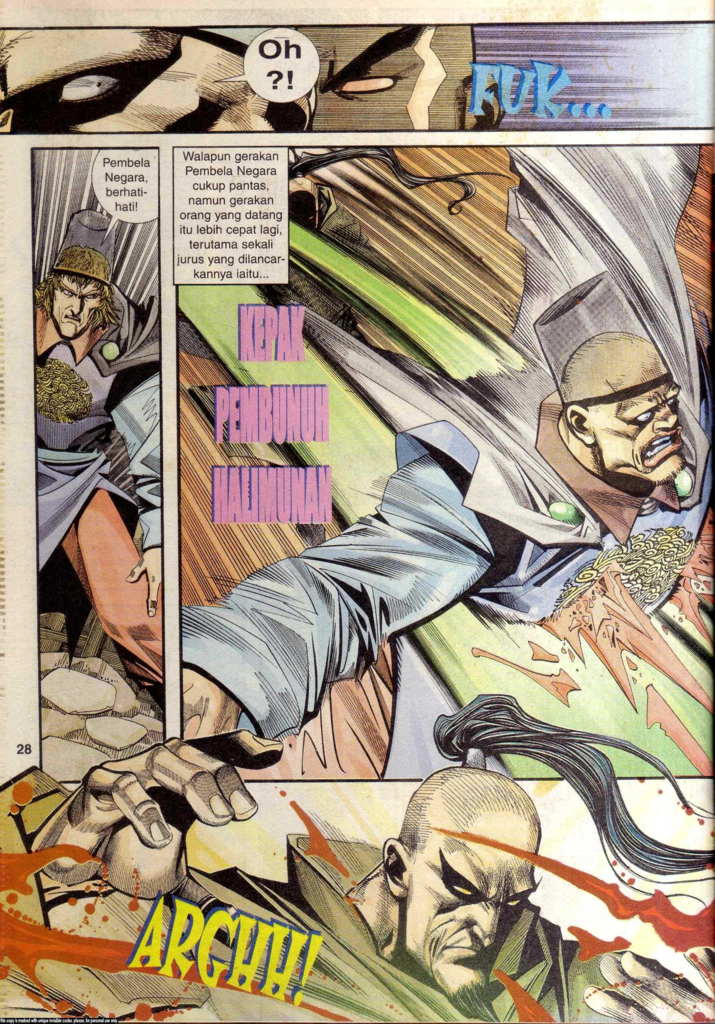 Oh
?!
FUK...
Pembela
Negara,
berhati-
hati!
Walapun gerakan
Pembela Negara
cukup pantas,
namun gerakan
orang yang datang
itu lebih cepat lagi,
terutama sekali
jurus yang dilancar-
kannya iaitu...
KEPAK
PEMBUNUH
HALIMUNAN
28
ARGHH!